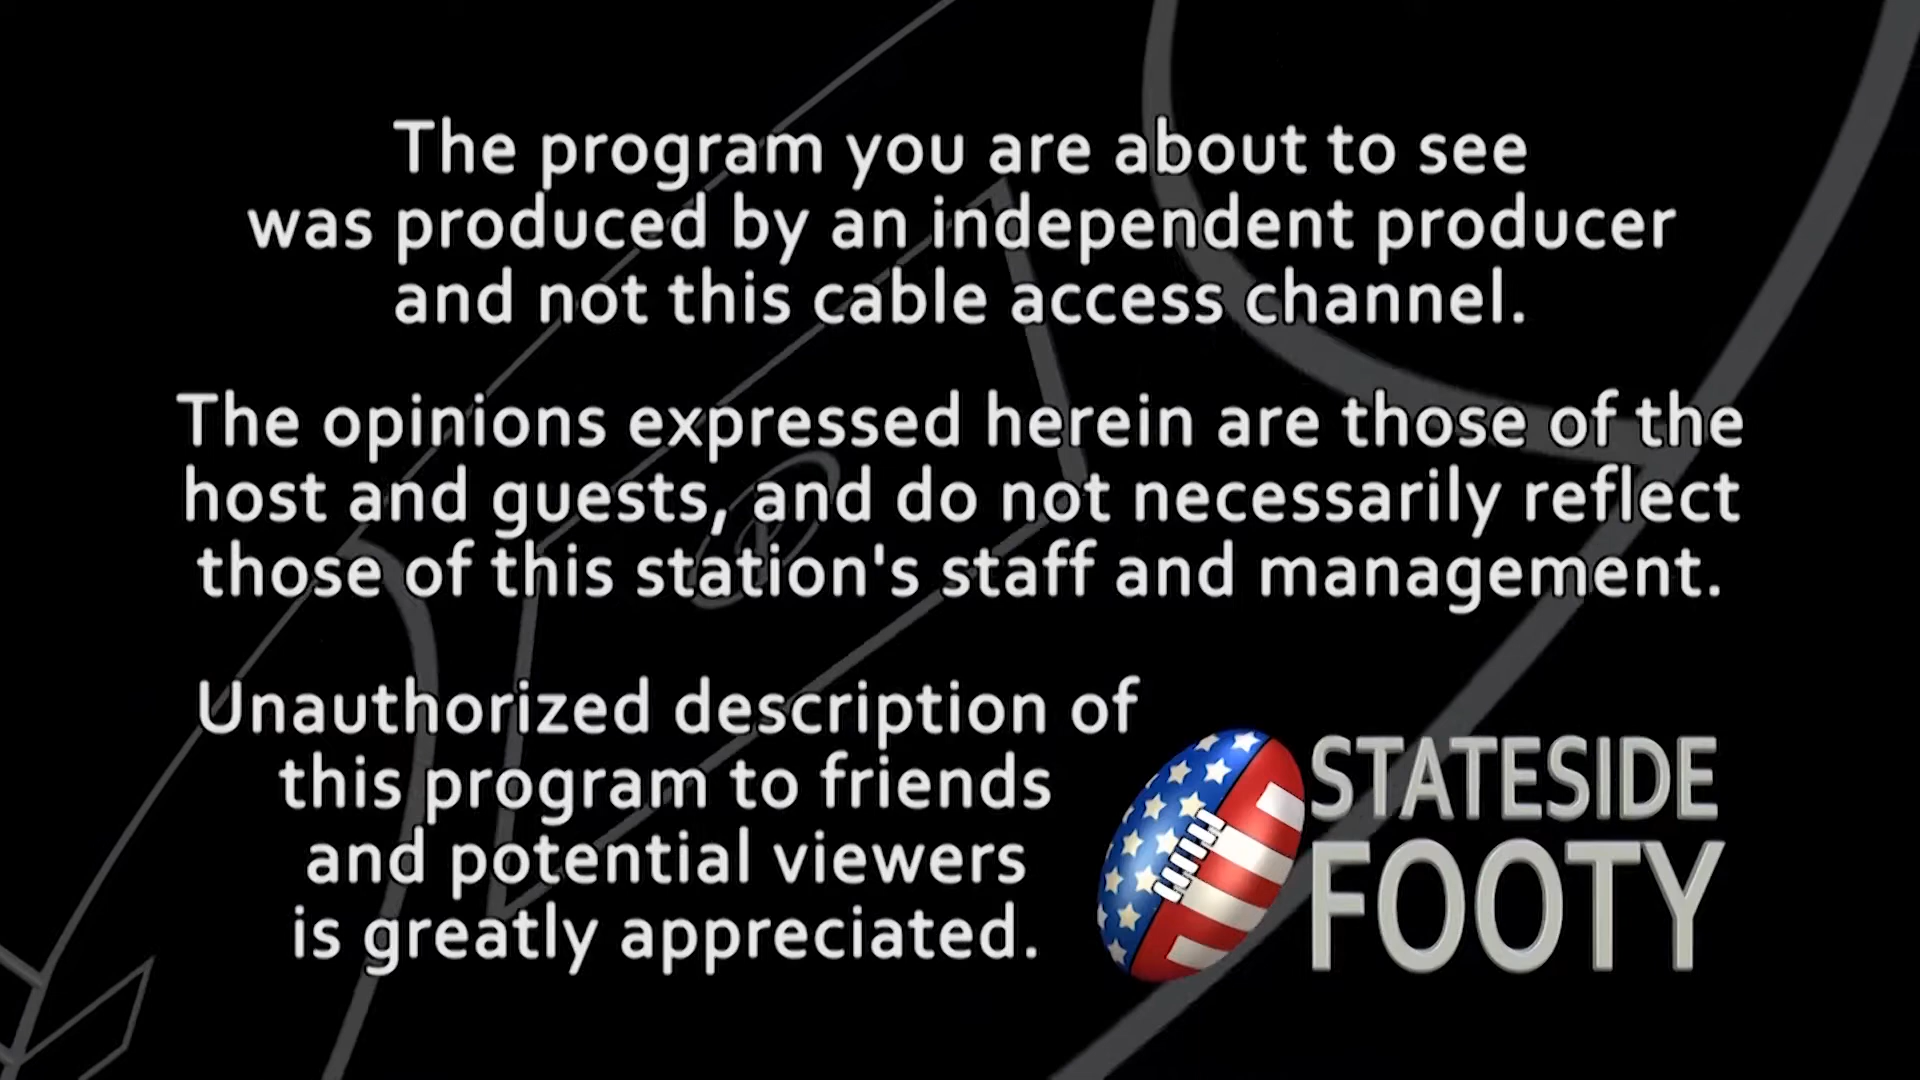 The program you are about to see
was produced by an independent producer
and not this cable access channel.
The opinions expressed herein are those of the
host and guests, and do not necessarily reflect
those of this station's staff and management.
Unauthorized description of
this program to friends
and potential viewers
is greatly appreciated.
STATESIDE
FOOTY